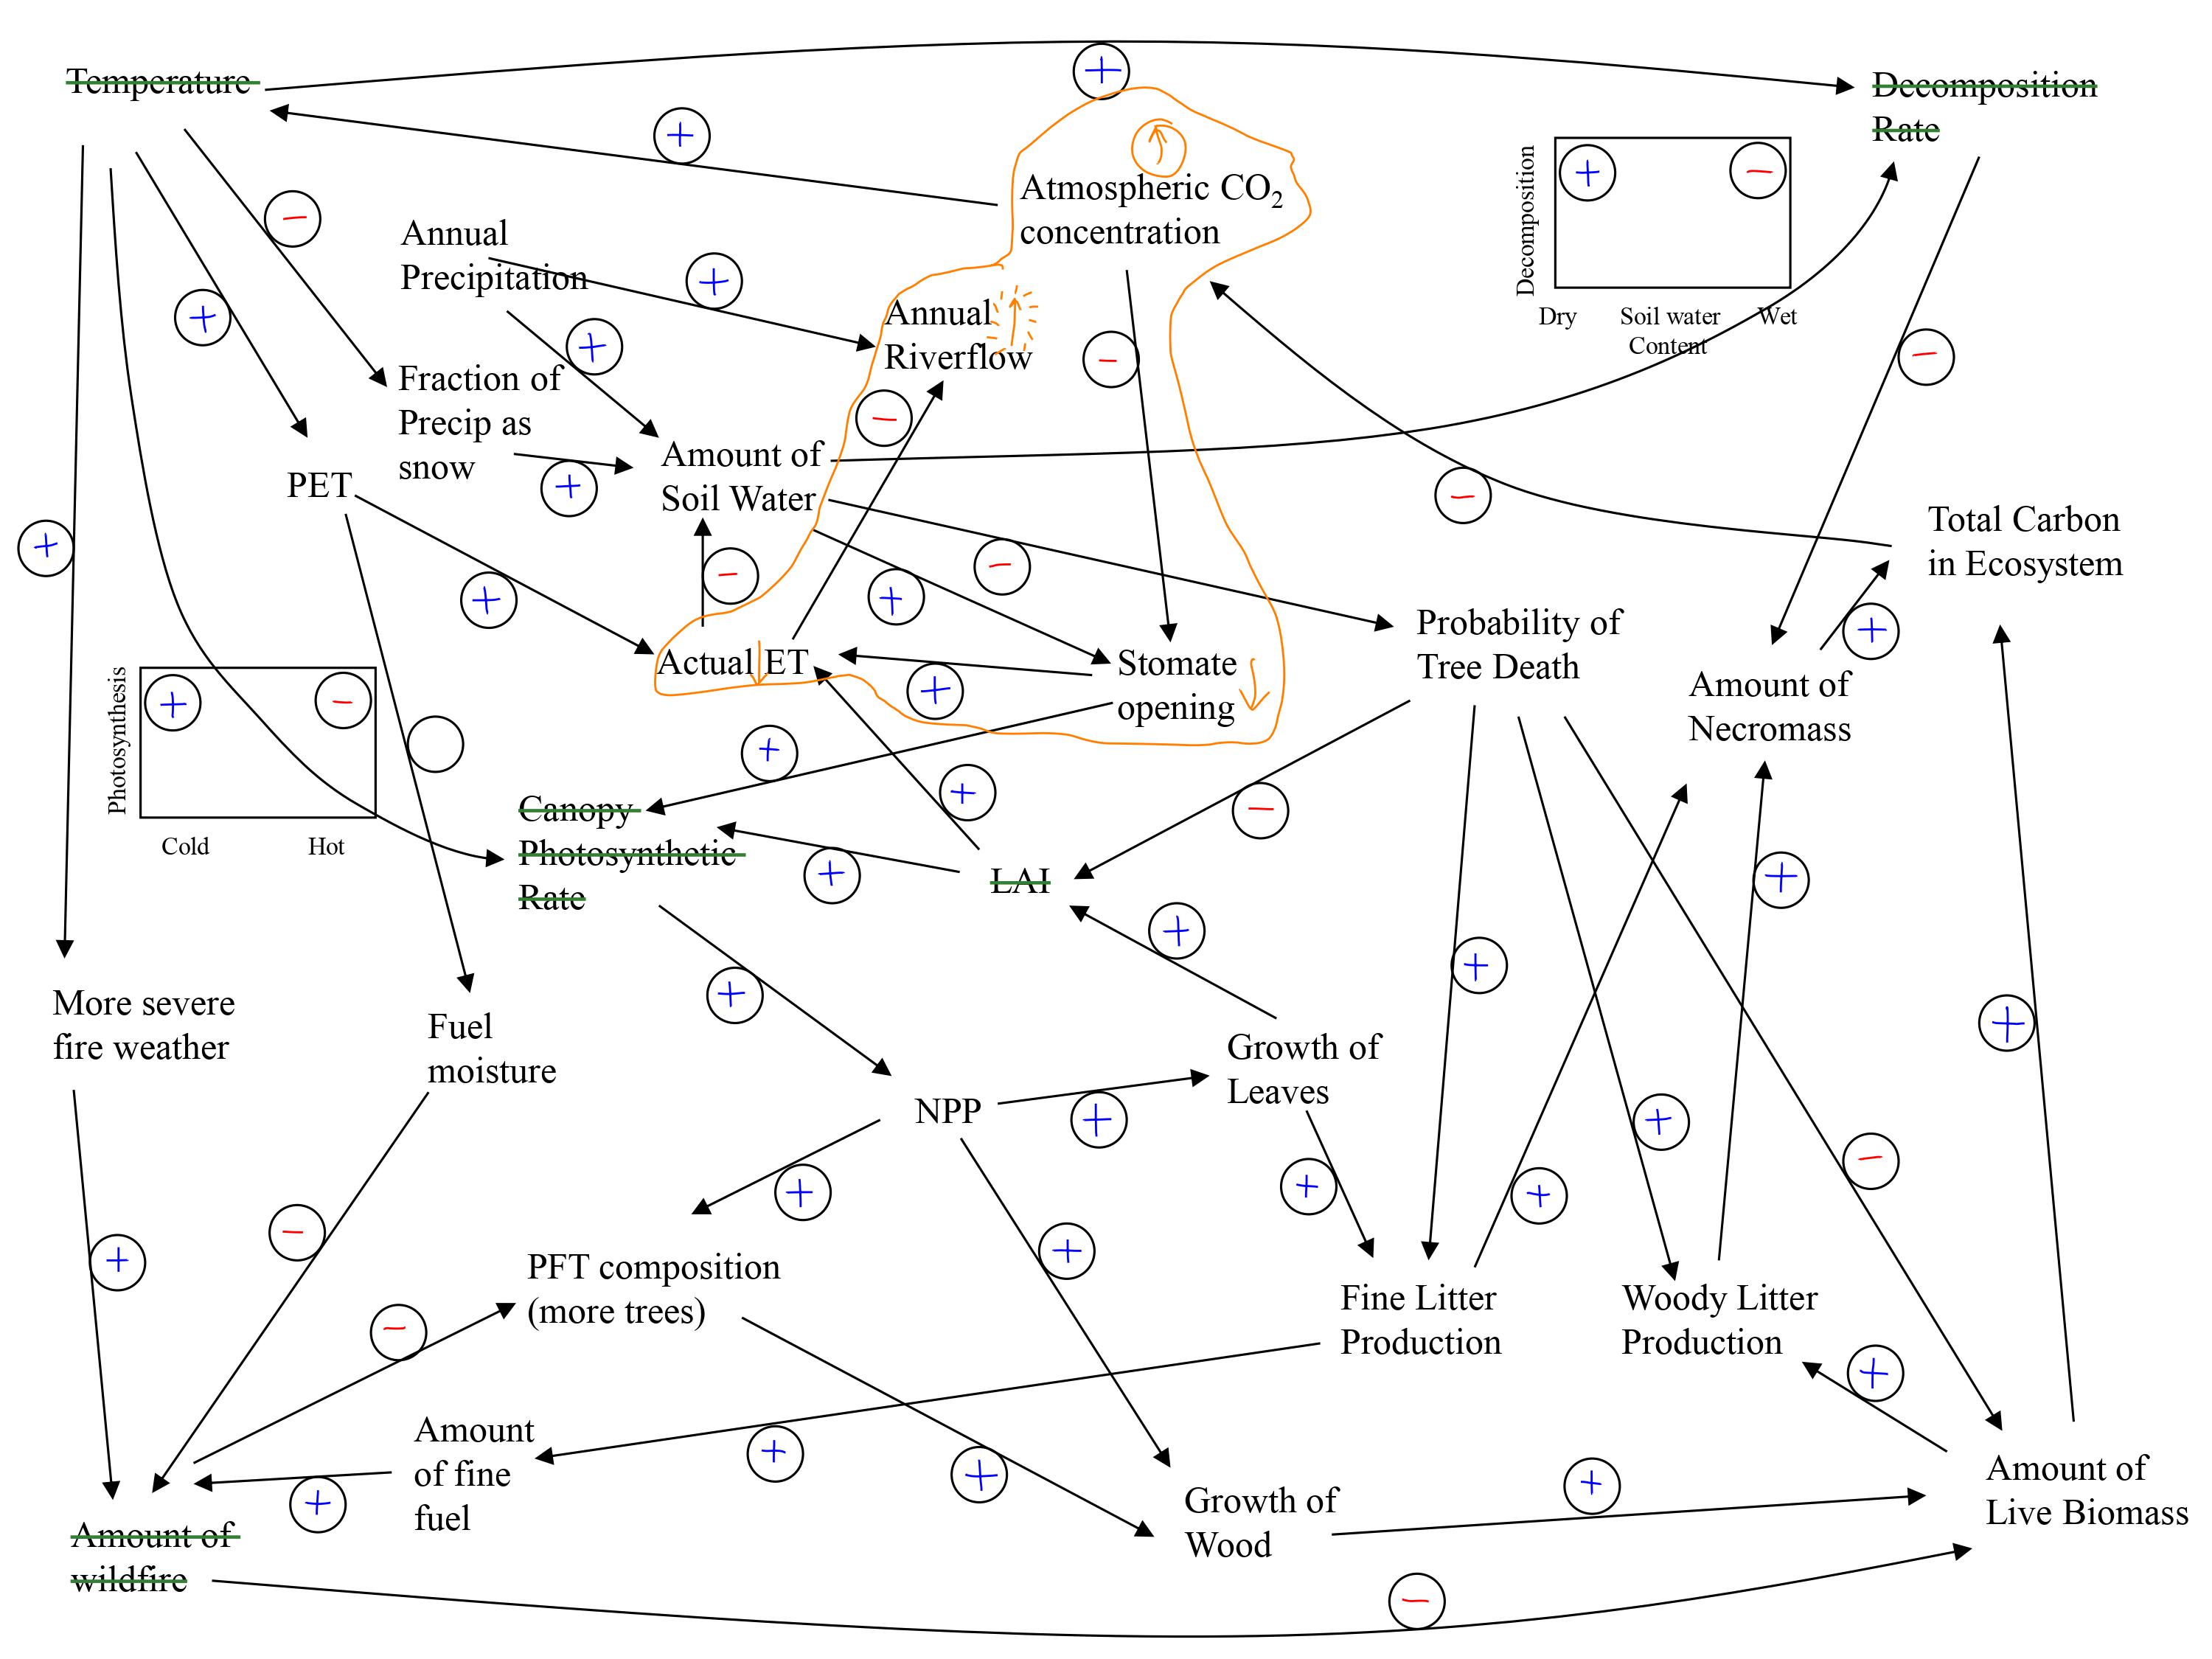 Temperature
Decomposition
Rate
Atmospheric CO₂
concentration
Annual
Precipitation
Annual
Riverflow
Decomposition
Dry
Soil water
Content
Wet
Fraction of
Precip as
snow
PET
Amount of
Soil Water
Total Carbon
in Ecosystem
Actual ET
Stomate
opening
Probability of
Tree Death
Amount of
Necromass
Photosynthesis
Cold
Hot
Canopy
Photosynthetic
Rate
LAI
More severe
fire weather
Fuel
moisture
NPP
Growth of
Leaves
PFT composition
(more trees)
Fine Litter
Production
Woody Litter
Production
Amount
of fine
fuel
Amount of
wildfire
Growth of
Wood
Amount of
Live Biomass